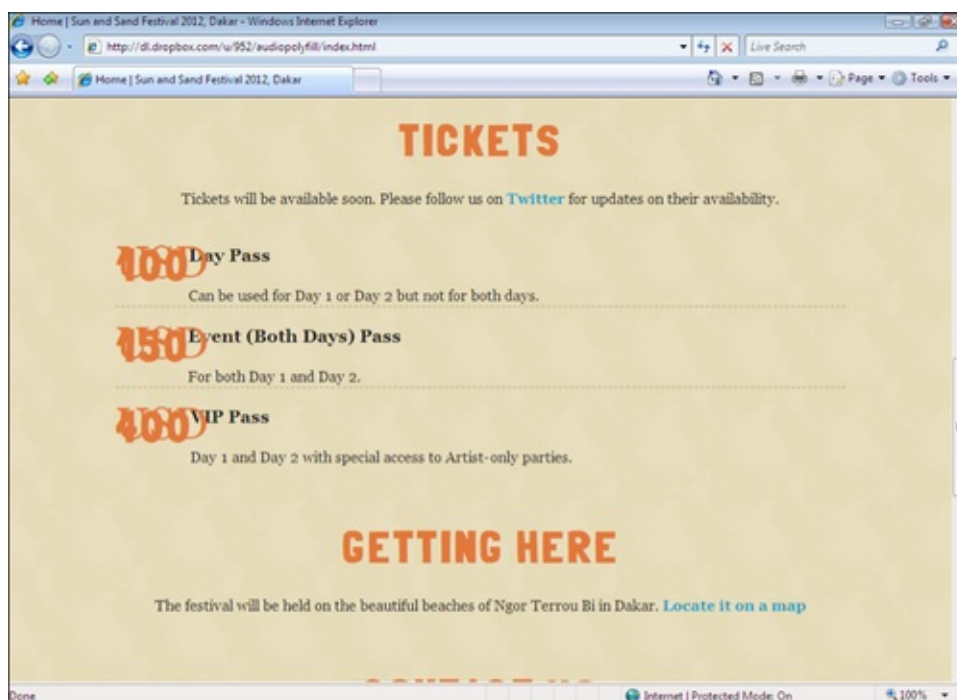 Home | Sun and Sand Festival 2012, Dakar - Windows Internet Explorer
http://dl.dropbox.com/u/952/audiopolyfill/index.html
Live Search
Home | Sun and Sand Festival 2012, Dakar
Page
Tools
TICKETS
Tickets will be available soon. Please follow us on Twitter for updates on their availability.
USD 100 Day Pass
Can be used for Day 1 or Day 2 but not for both days.
USD 150 Event (Both Days) Pass
For both Day 1 and Day 2.
USD 400 VIP Pass
Day 1 and Day 2 with special access to Artist-only parties.
GETTING HERE
The festival will be held on the beautiful beaches of Ngor Terrou Bi in Dakar. Locate it on a map
Done
Internet | Protected Mode: On
100%